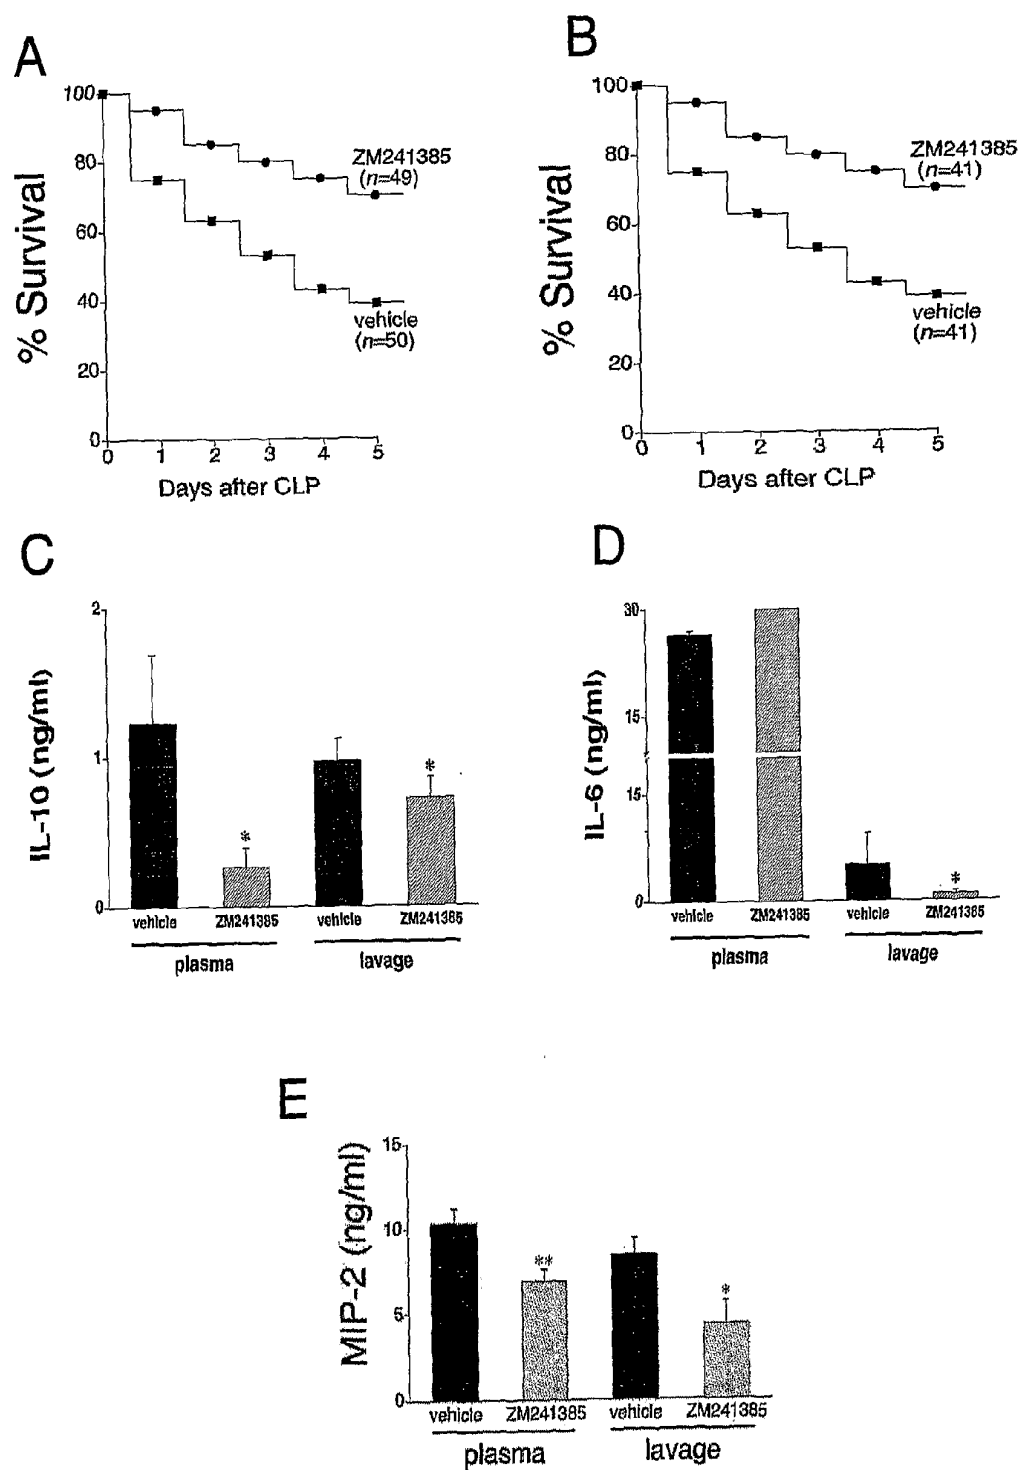 A
% Survival
100
80
60
40
20
0
0 1 2 3 4 5
Days after CLP
ZM241385
(n=49)
vehicle
(n=50)
B
% Survival
100
80
60
40
20
0
0 1 2 3 4 5
Days after CLP
ZM241385
(n=41)
vehicle
(n=41)
C
IL-10 (ng/ml)
2
1
0
*
*
vehicle ZM241385 vehicle ZM241385
plasma lavage
D
IL-6 (ng/ml)
30
15
15
0
*
vehicle ZM241385 vehicle ZM241385
plasma lavage
E
MIP-2 (ng/ml)
15
10
5
0
**
*
vehicle ZM241385 vehicle ZM241385
plasma lavage